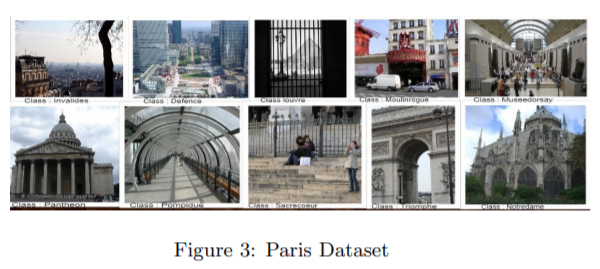 Class : Invalides
Class : Defence
Class louvre
Class : Moulinrogue
Class : Museedorsay
Class : Pantheon
Class : Pompidue
Class : Sacrecoeur
Class : Triomphe
Class : Notredame
Figure 3: Paris Dataset